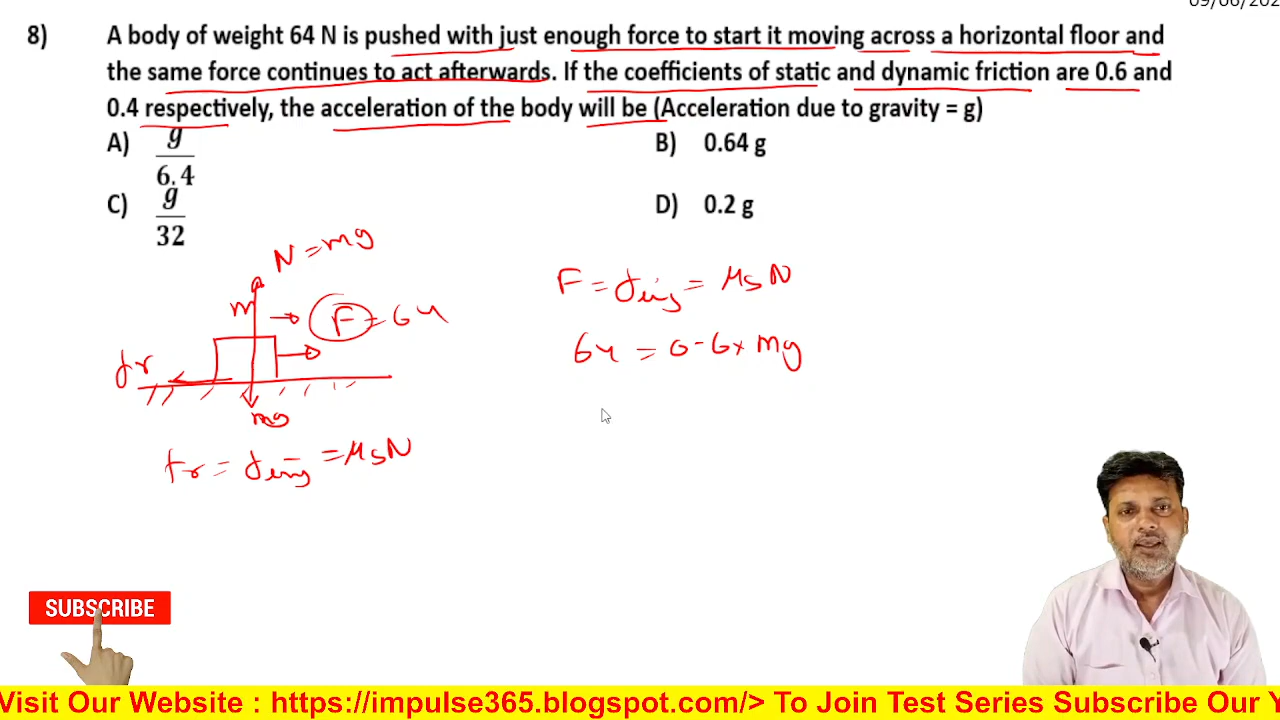 09/06/202
8) A body of weight 64 N is pushed with just enough force to start it moving across a horizontal floor and
the same force continues to act afterwards. If the coefficients of static and dynamic friction are 0.6 and
0.4 respectively, the acceleration of the body will be (Acceleration due to gravity = g)
A) g/6.4 B) 0.64 g
C) g/32 D) 0.2 g
N = mg
m
F = 64
fr
mg
= μsN
F = = μsN
64 = 0.6 × mg
SUBSCRIBE
Visit Our Website : https://impulse365.blogspot.com/> To Join Test Series Subscribe Our Y